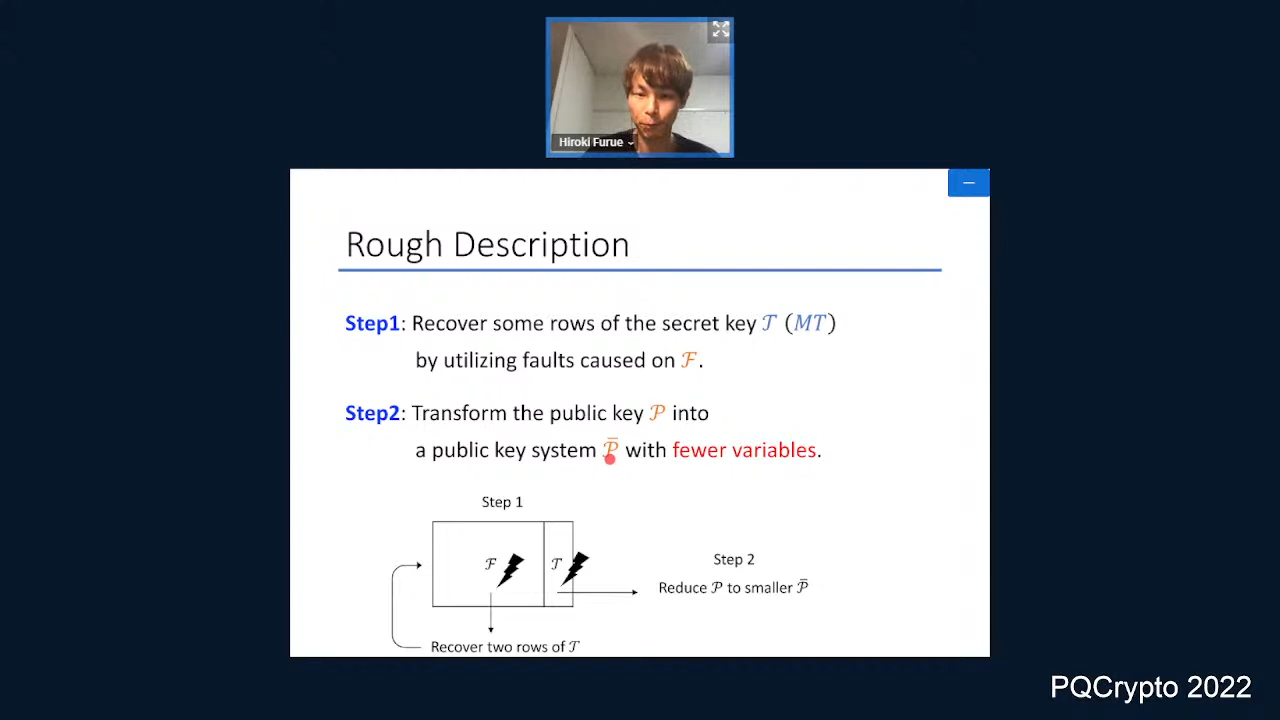 Hiroki Furue
Rough Description
Step1: Recover some rows of the secret key 𝒯 (MT)
by utilizing faults caused on ℱ.
Step2: Transform the public key 𝒫 into
a public key system 𝒫̅ with fewer variables.
Step 1
ℱ
𝒯
Step 2
Reduce 𝒫 to smaller 𝒫̅
Recover two rows of 𝒯
PQCrypto 2022